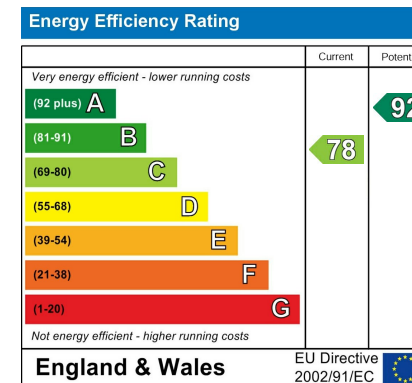 Energy Efficiency Rating
Current Potent
Very energy efficient - lower running costs
(92 plus) A
92
(81-91) B
78
(69-80) C
(55-68) D
(39-54) E
(21-38) F
(1-20) G
Not energy efficient - higher running costs
England & Wales
EU Directive
2002/91/EC